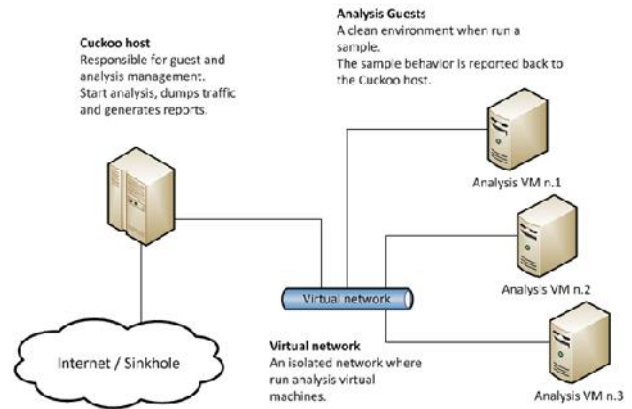 Cuckoo host
Responsible for guest and
analysis management.
Start analysis, dumps traffic
and generates reports.
Analysis Guests
A clean environment when run a
sample.
The sample behavior is reported back to
the Cuckoo host.
Analysis VM n.1
Analysis VM n.2
Virtual network
Internet / Sinkhole
Virtual network
An isolated network where
run analysis virtual
machines.
Analysis VM n.3